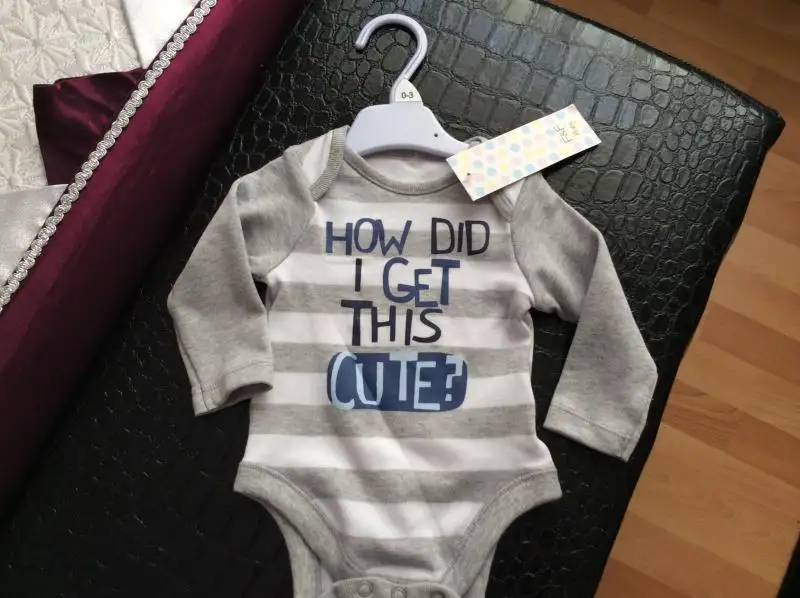 0-3
F&F
HOW DID
I GET
THIS
CUTE?